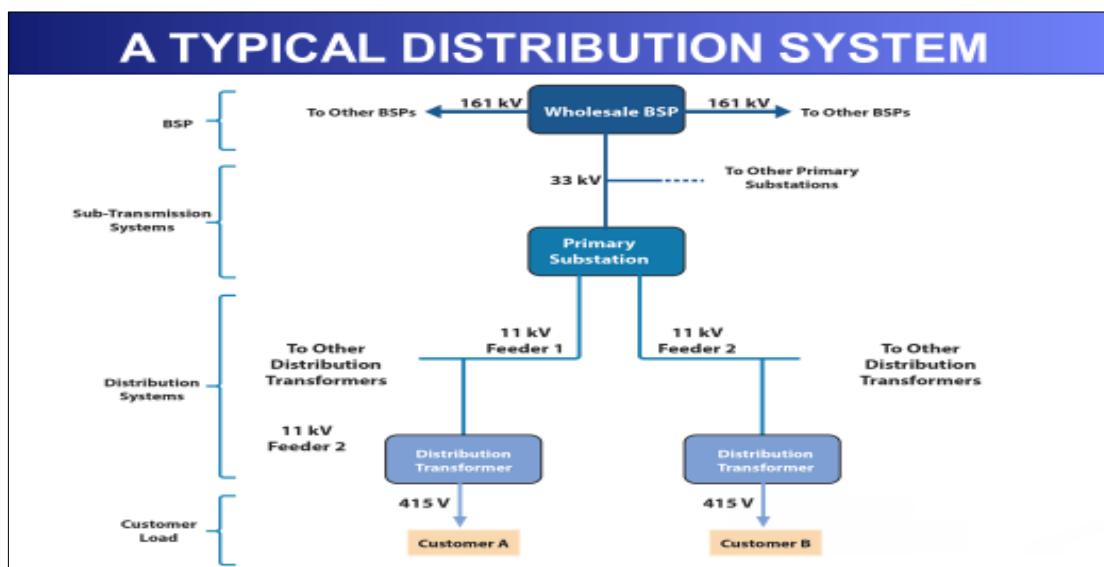 A TYPICAL DISTRIBUTION SYSTEM
161 kV
161 kV
To Other BSPs
Wholesale BSP
To Other BSPs
BSP
33 kV
To Other Primary
Substations
Sub-Transmission
Systems
Primary
Substation
11 kV
Feeder 1
11 kV
Feeder 2
To Other
Distribution
Transformers
To Other
Distribution
Transformers
Distribution
Systems
11 kV
Feeder 2
Distribution
Transformer
Distribution
Transformer
415 V
415 V
Customer
Load
Customer A
Customer B